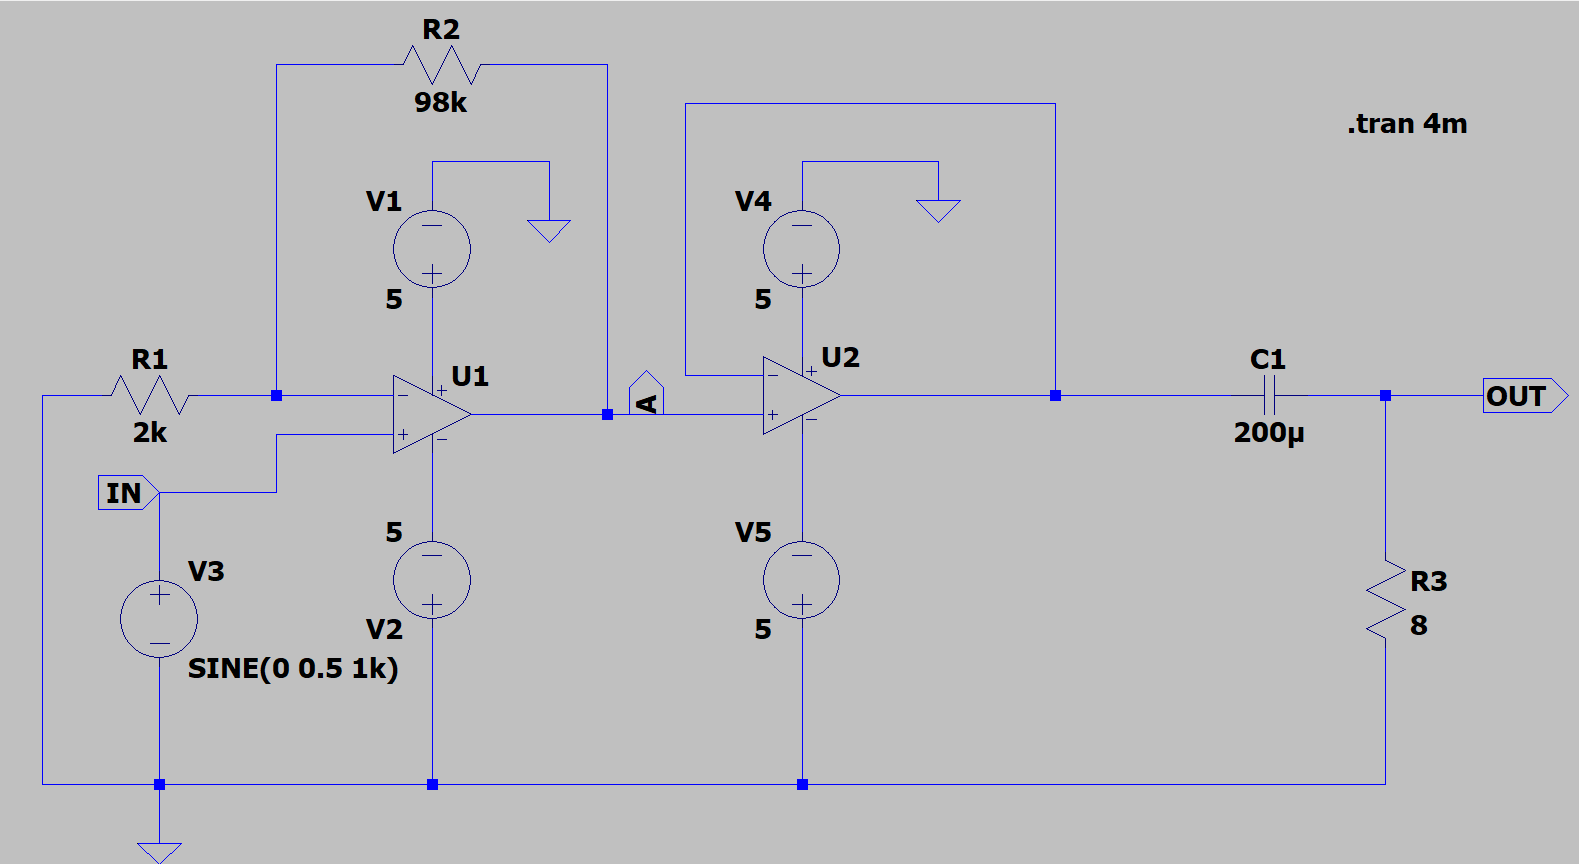 R2
98k
.tran 4m
V1
5
V4
5
R1
2k
U1
A
U2
C1
200µ
OUT
IN
V3
SINE(0 0.5 1k)
5
V2
V5
5
R3
8